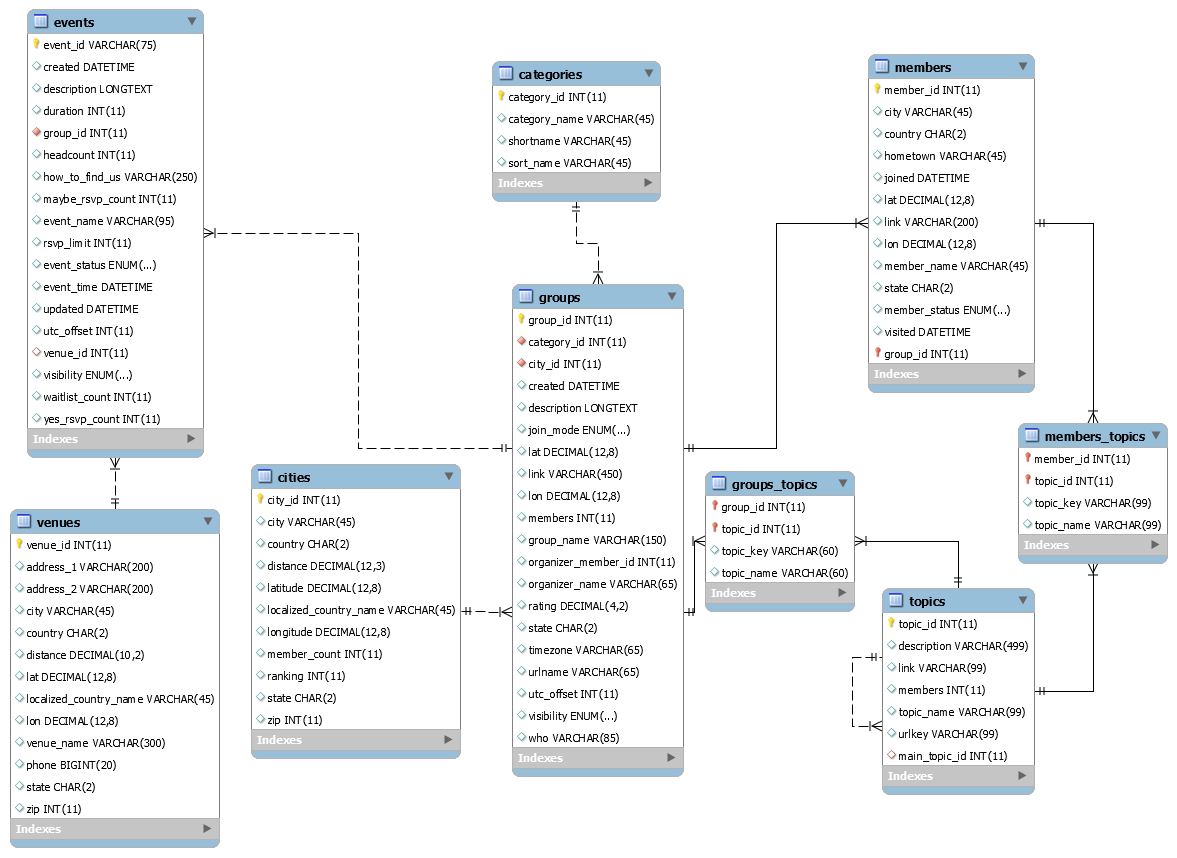 events
event_id VARCHAR(75)
created DATETIME
description LONGTEXT
duration INT(11)
group_id INT(11)
headcount INT(11)
how_to_find_us VARCHAR(250)
maybe_rsvp_count INT(11)
event_name VARCHAR(95)
rsvp_limit INT(11)
event_status ENUM(...)
event_time DATETIME
updated DATETIME
utc_offset INT(11)
venue_id INT(11)
visibility ENUM(...)
waitlist_count INT(11)
yes_rsvp_count INT(11)
Indexes
categories
category_id INT(11)
category_name VARCHAR(45)
shortname VARCHAR(45)
sort_name VARCHAR(45)
Indexes
members
member_id INT(11)
city VARCHAR(45)
country CHAR(2)
hometown VARCHAR(45)
joined DATETIME
lat DECIMAL(12,8)
link VARCHAR(200)
lon DECIMAL(12,8)
member_name VARCHAR(45)
state CHAR(2)
member_status ENUM(...)
visited DATETIME
group_id INT(11)
Indexes
groups
group_id INT(11)
category_id INT(11)
city_id INT(11)
created DATETIME
description LONGTEXT
join_mode ENUM(...)
lat DECIMAL(12,8)
link VARCHAR(450)
lon DECIMAL(12,8)
members INT(11)
group_name VARCHAR(150)
organizer_member_id INT(11)
organizer_name VARCHAR(65)
rating DECIMAL(4,2)
state CHAR(2)
timezone VARCHAR(65)
urlname VARCHAR(65)
utc_offset INT(11)
visibility ENUM(...)
who VARCHAR(85)
Indexes
members_topics
member_id INT(11)
topic_id INT(11)
topic_key VARCHAR(99)
topic_name VARCHAR(99)
Indexes
cities
city_id INT(11)
city VARCHAR(45)
country CHAR(2)
distance DECIMAL(12,3)
latitude DECIMAL(12,8)
localized_country_name VARCHAR(45)
longitude DECIMAL(12,8)
member_count INT(11)
ranking INT(11)
state CHAR(2)
zip INT(11)
Indexes
groups_topics
group_id INT(11)
topic_id INT(11)
topic_key VARCHAR(60)
topic_name VARCHAR(60)
Indexes
venues
venue_id INT(11)
address_1 VARCHAR(200)
address_2 VARCHAR(200)
city VARCHAR(45)
country CHAR(2)
distance DECIMAL(10,2)
lat DECIMAL(12,8)
localized_country_name VARCHAR(45)
lon DECIMAL(12,8)
venue_name VARCHAR(300)
phone BIGINT(20)
state CHAR(2)
zip INT(11)
Indexes
topics
topic_id INT(11)
description VARCHAR(499)
link VARCHAR(99)
members INT(11)
topic_name VARCHAR(99)
urlkey VARCHAR(99)
main_topic_id INT(11)
Indexes